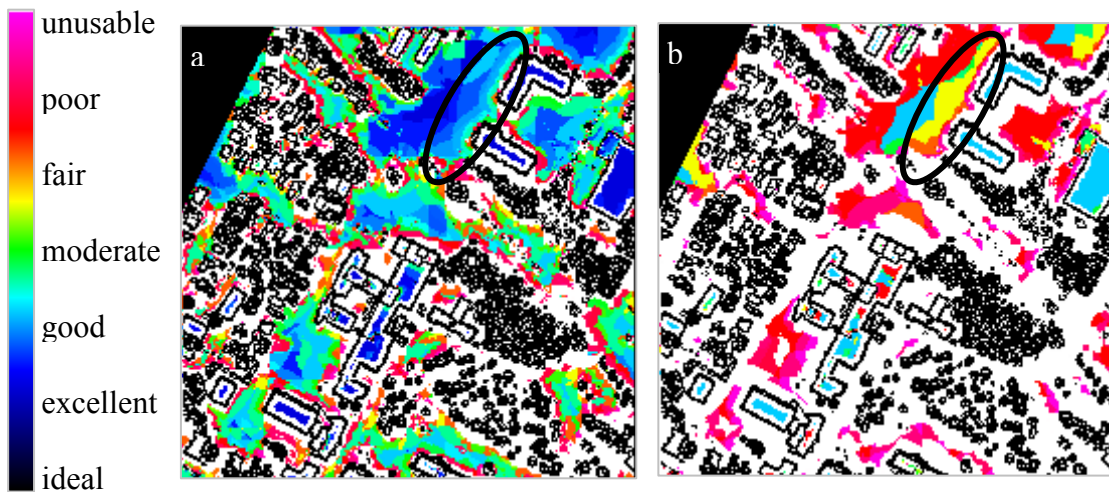 unusable
poor
fair
moderate
good
excellent
ideal
a
b